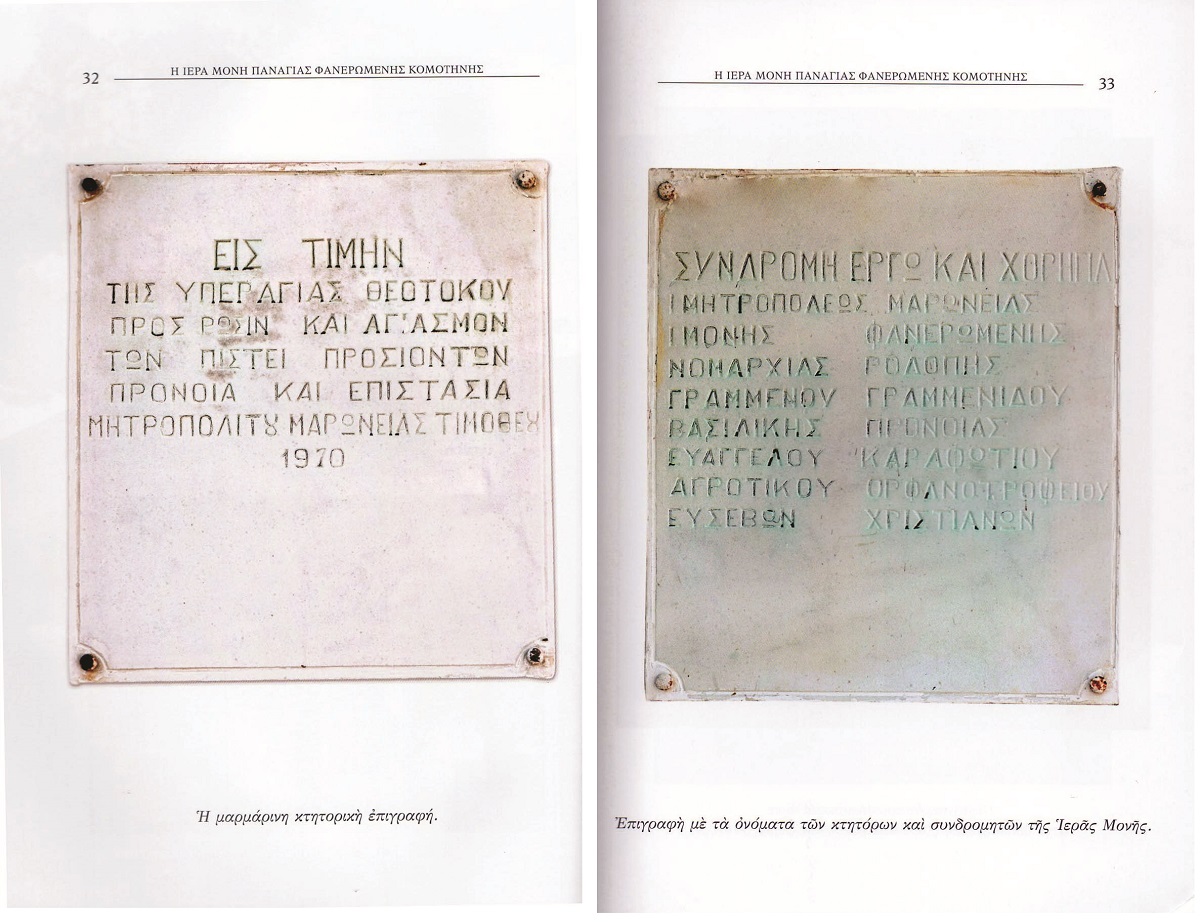 32
Η ΙΕΡΑ ΜΟΝΗ ΠΑΝΑΓΙΑΣ ΦΑΝΕΡΩΜΕΝΗΣ ΚΟΜΟΤΗΝΗΣ
ΕΙΣ ΤΙΜΗΝ
ΤΗΣ ΥΠΕΡΑΓΙΑΣ ΘΕΟΤΟΚΟΥ
ΠΡΟΣ ΡΩΣΙΝ ΚΑΙ ΑΓΙΑΣΜΟΝ
ΤΩΝ ΠΙΣΤΕΙ ΠΡΟΣΙΟΝΤΩΝ
ΠΡΟΝΟΙΑ ΚΑΙ ΕΠΙΣΤΑΣΙΑ
ΜΗΤΡΟΠΟΛΙΤȢ ΜΑΡΩΝΕΙΑΣ ΤΙΜΟΘΕȢ
1970
Ἡ μαρμάρινη κτητορικὴ ἐπιγραφή.
Η ΙΕΡΑ ΜΟΝΗ ΠΑΝΑΓΙΑΣ ΦΑΝΕΡΩΜΕΝΗΣ ΚΟΜΟΤΗΝΗΣ
33
ΣΥΝΔΡΟΜΗ ΕΡΓΩ ΚΑΙ ΧΟΡΗΓΙΑ
Ι ΜΗΤΡΟΠΟΛΕΩΣ ΜΑΡΩΝΕΙΑΣ
Ι ΜΟΝΗΣ ΦΑΝΕΡΩΜΕΝΗΣ
ΝΟΜΑΡΧΙΑΣ ΡΟΔΟΠΗΣ
ΓΡΑΜΜΕΝΟΥ ΓΡΑΜΜΕΝΙΔΟΥ
ΒΑΣΙΛΙΚΗΣ ΠΡΟΝΟΙΑΣ
ΕΥΑΓΓΕΛΟΥ ΚΑΡΑΦΩΤΙΟΥ
ΑΓΡΟΤΙΚΟΥ ΟΡΦΑΝΟΤΡΟΦΕΙΟΥ
ΕΥΣΕΒΩΝ ΧΡΙΣΤΙΑΝΩΝ
Ἐπιγραφὴ μὲ τὰ ὀνόματα τῶν κτητόρων καὶ συνδρομητῶν τῆς Ἱερᾶς Μονῆς.